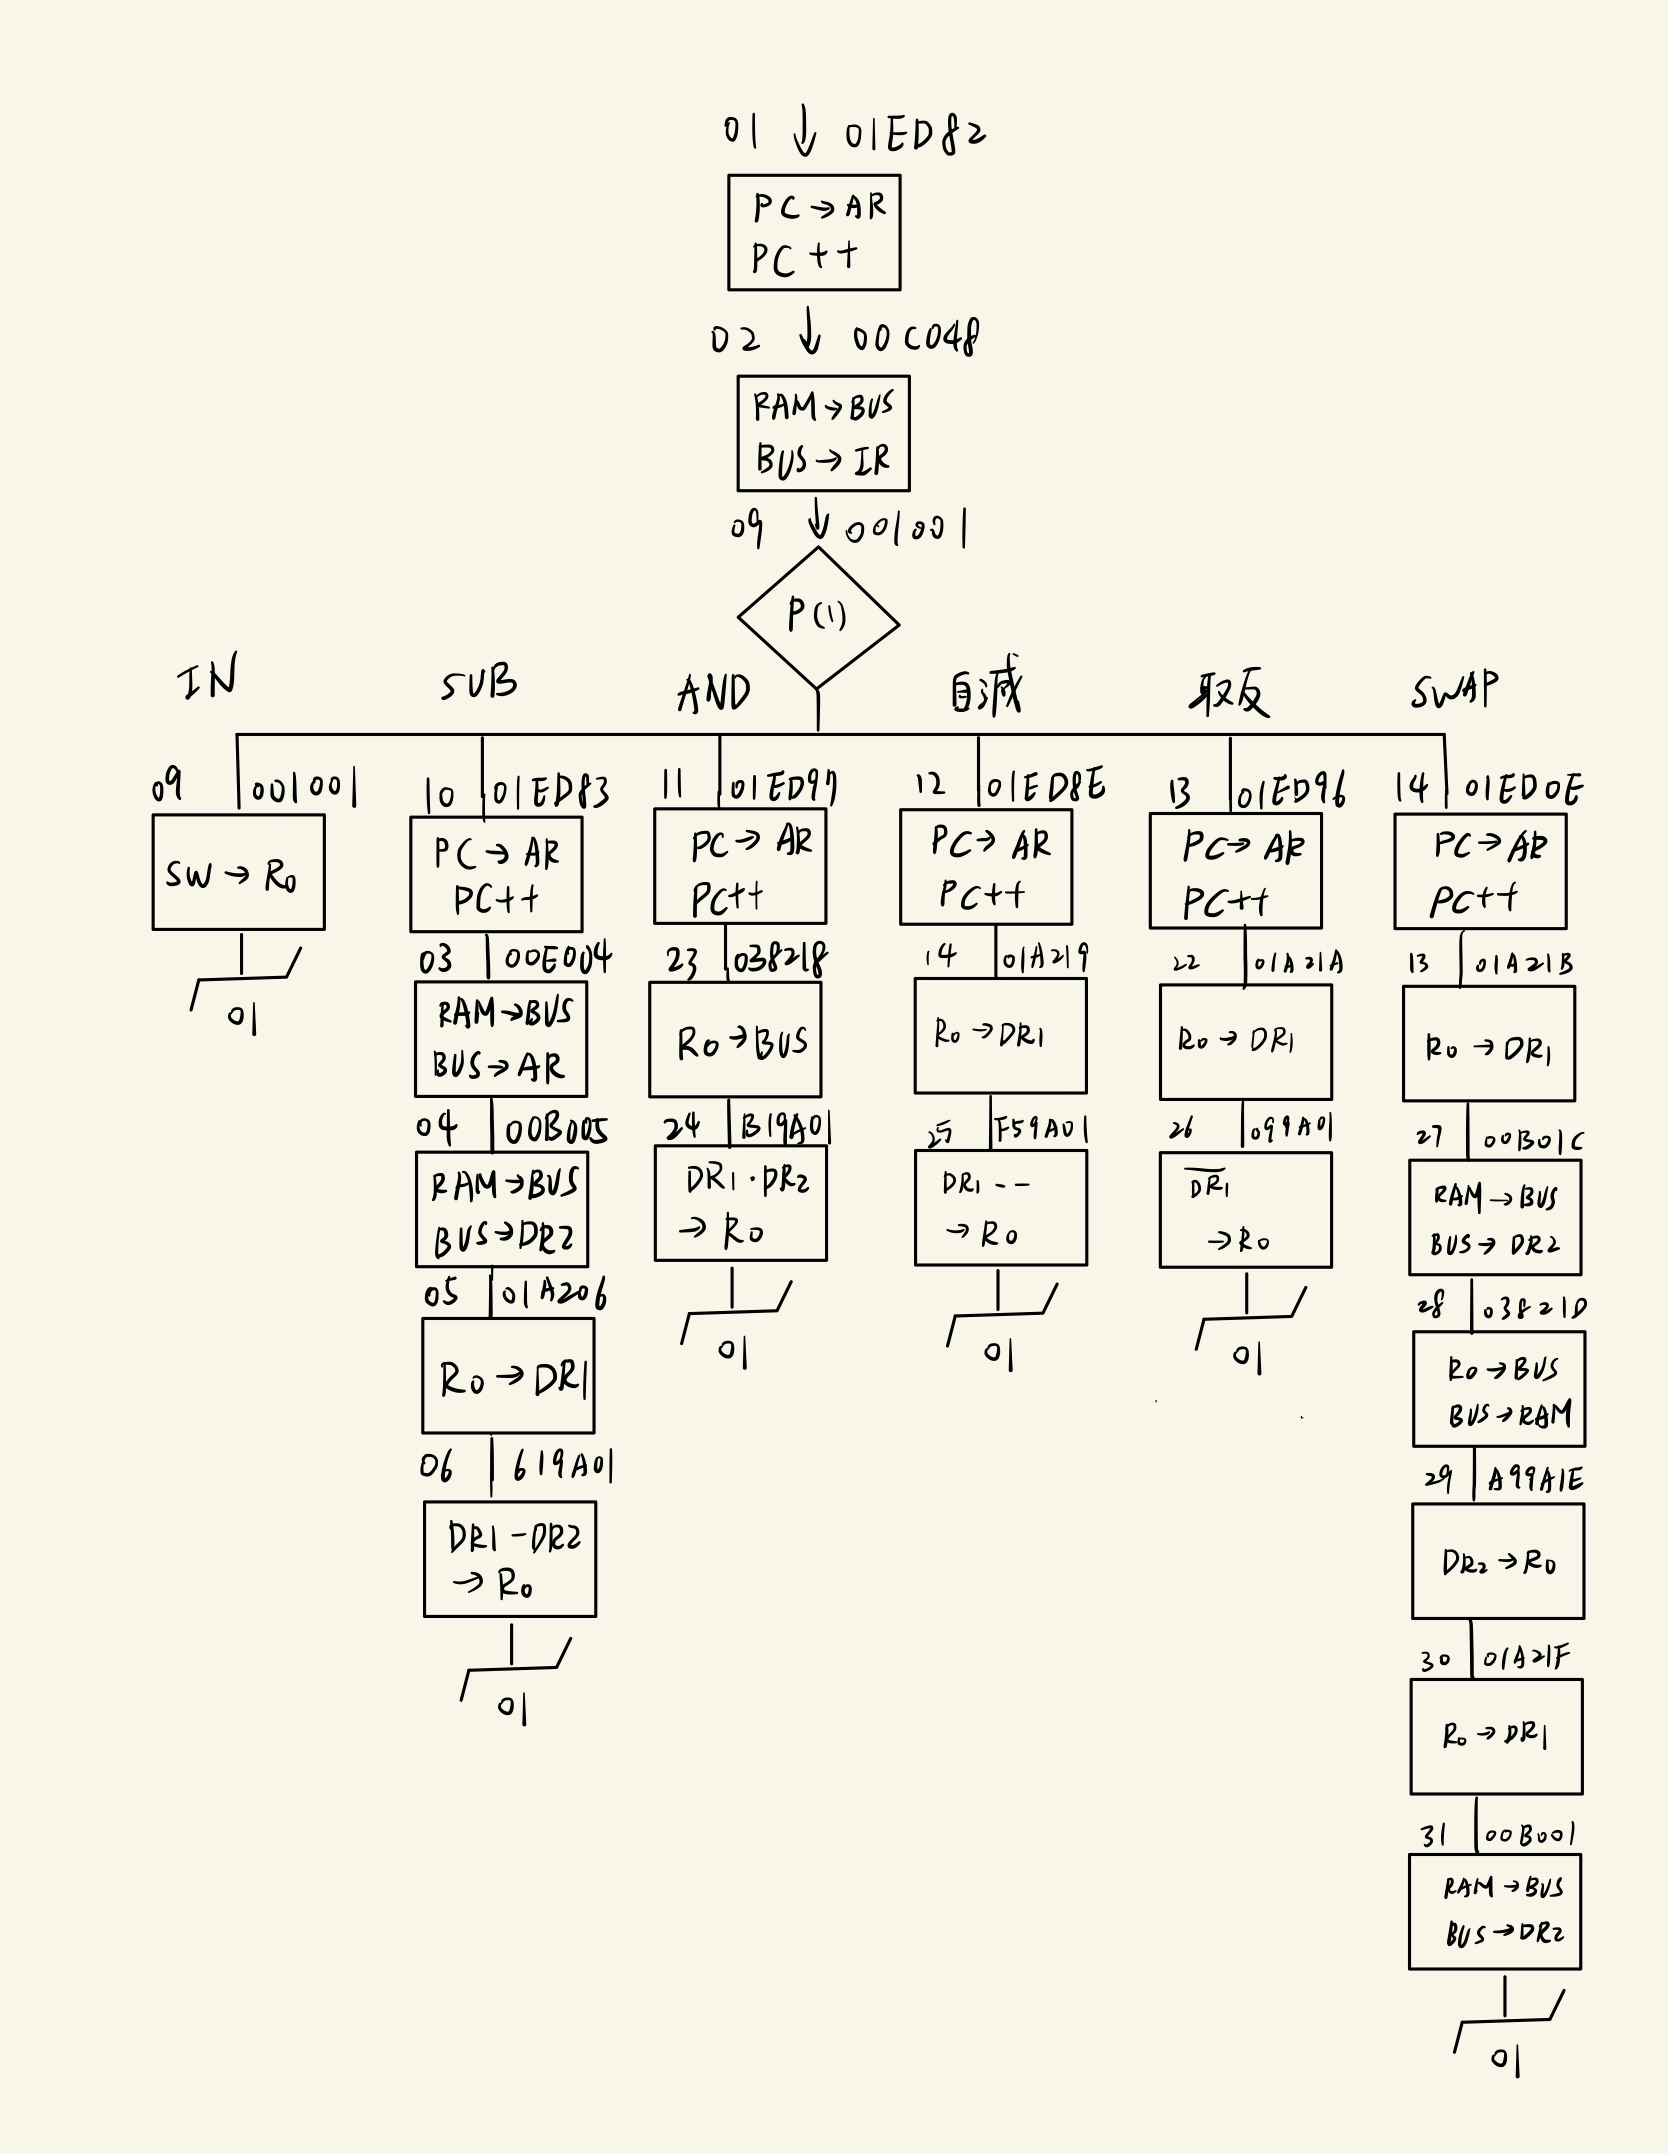 01 ↓ 01ED82
PC → AR
PC ++
02 ↓ 00C048
RAM → BUS
BUS → IR
09 ↓ 001001
P(1)
IN
09 001001
SW → R0
01
SUB
10 01ED83
PC → AR
PC++
03 00E004
RAM → BUS
BUS → AR
04 00B005
RAM → BUS
BUS → DR2
05 01A206
R0 → DR1
06 619A01
DR1 - DR2
→ R0
01
AND
11 01ED97
PC → AR
PC++
23 038218
R0 → BUS
24 B19A01
DR1 · DR2
→ R0
01
自减
12 01ED8E
PC → AR
PC++
14 01A219
R0 → DR1
25 F59A01
DR1 --
→ R0
01
取反
13 01ED96
PC → AR
PC++
22 01A21A
R0 → DR1
26 099A01
D̅R̅1̅
→ R0
01
SWAP
14 01ED0E
PC → AR
PC++
13 01A21B
R0 → DR1
27 00B01C
RAM → BUS
BUS → DR2
28 03821D
R0 → BUS
BUS → RAM
29 A99A1E
DR2 → R0
30 01A21F
R0 → DR1
31 00B001
RAM → BUS
BUS → DR2
01